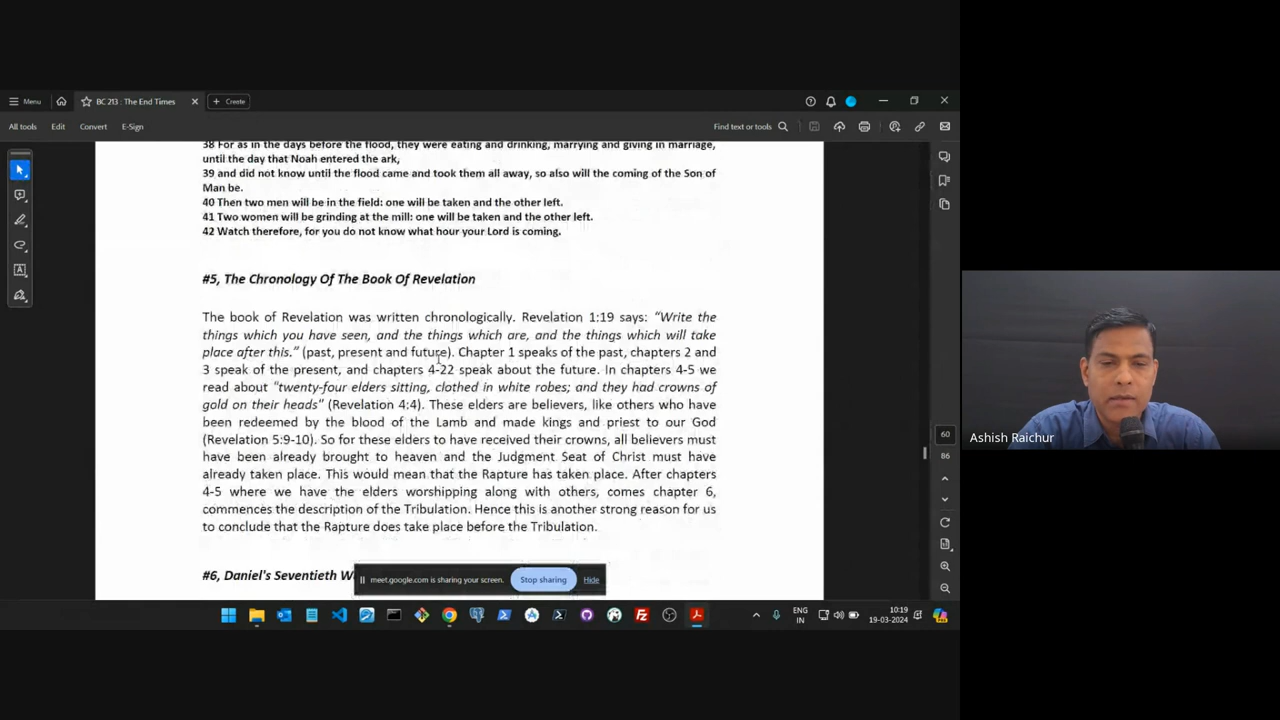 Menu
BC 213 : The End Times
Create
All tools
Edit
Convert
E-Sign
Find text or tools
38 For as in the days before the flood, they were eating and drinking, marrying and giving in marriage,
until the day that Noah entered the ark,
39 and did not know until the flood came and took them all away, so also will the coming of the Son of
Man be.
40 Then two men will be in the field: one will be taken and the other left.
41 Two women will be grinding at the mill: one will be taken and the other left.
42 Watch therefore, for you do not know what hour your Lord is coming.
#5, The Chronology Of The Book Of Revelation
The book of Revelation was written chronologically. Revelation 1:19 says: “Write the
things which you have seen, and the things which are, and the things which will take
place after this.” (past, present and future). Chapter 1 speaks of the past, chapters 2 and
3 speak of the present, and chapters 4-22 speak about the future. In chapters 4-5 we
read about “twenty-four elders sitting, clothed in white robes; and they had crowns of
gold on their heads” (Revelation 4:4). These elders are believers, like others who have
been redeemed by the blood of the Lamb and made kings and priest to our God
(Revelation 5:9-10). So for these elders to have received their crowns, all believers must
have been already brought to heaven and the Judgment Seat of Christ must have
already taken place. This would mean that the Rapture has taken place. After chapters
4-5 where we have the elders worshipping along with others, comes chapter 6,
commences the description of the Tribulation. Hence this is another strong reason for us
to conclude that the Rapture does take place before the Tribulation.
#6, Daniel's Seventieth
meet.google.com is sharing your screen.
Stop sharing
Hide
60
86
ENG
IN
10:19
19-03-2024
Ashish Raichur